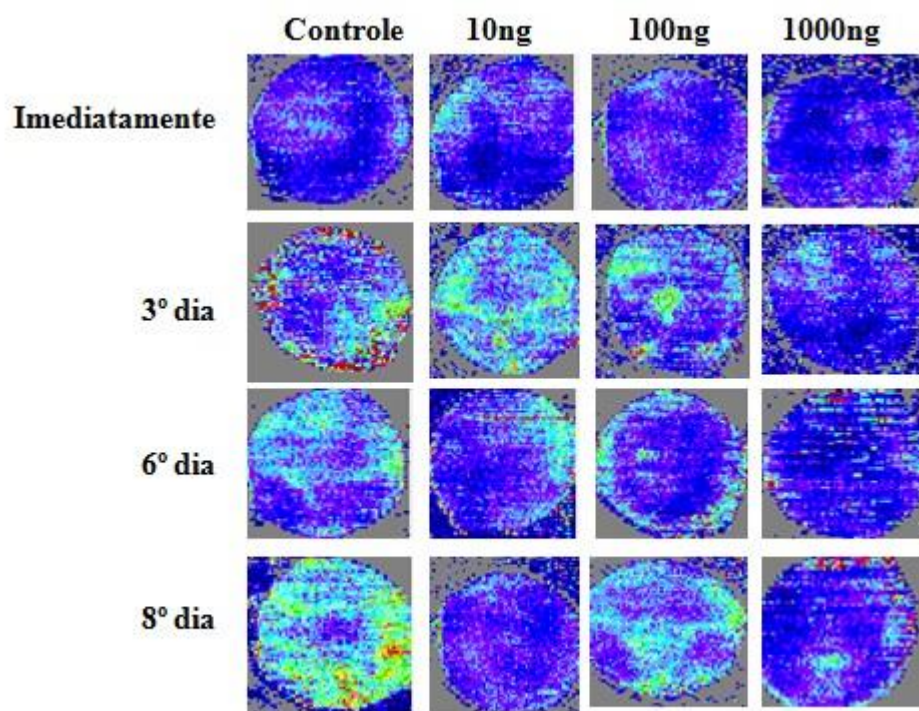 Controle 10ng 100ng 1000ng
Imediatamente
3º dia
6º dia
8º dia